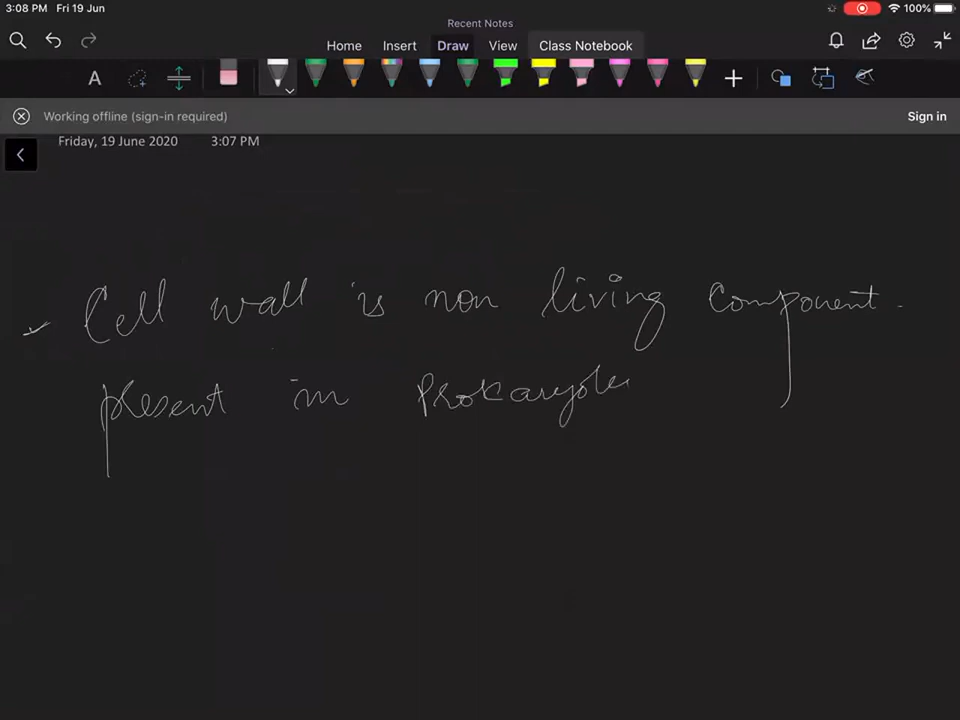 3:08 PM Fri 19 Jun 100%
Recent Notes
Home Insert Draw View Class Notebook
A
Working offline (sign-in required) Sign in
Friday, 19 June 2020 3:07 PM
Cell wall is non living component
present in Prokaryote